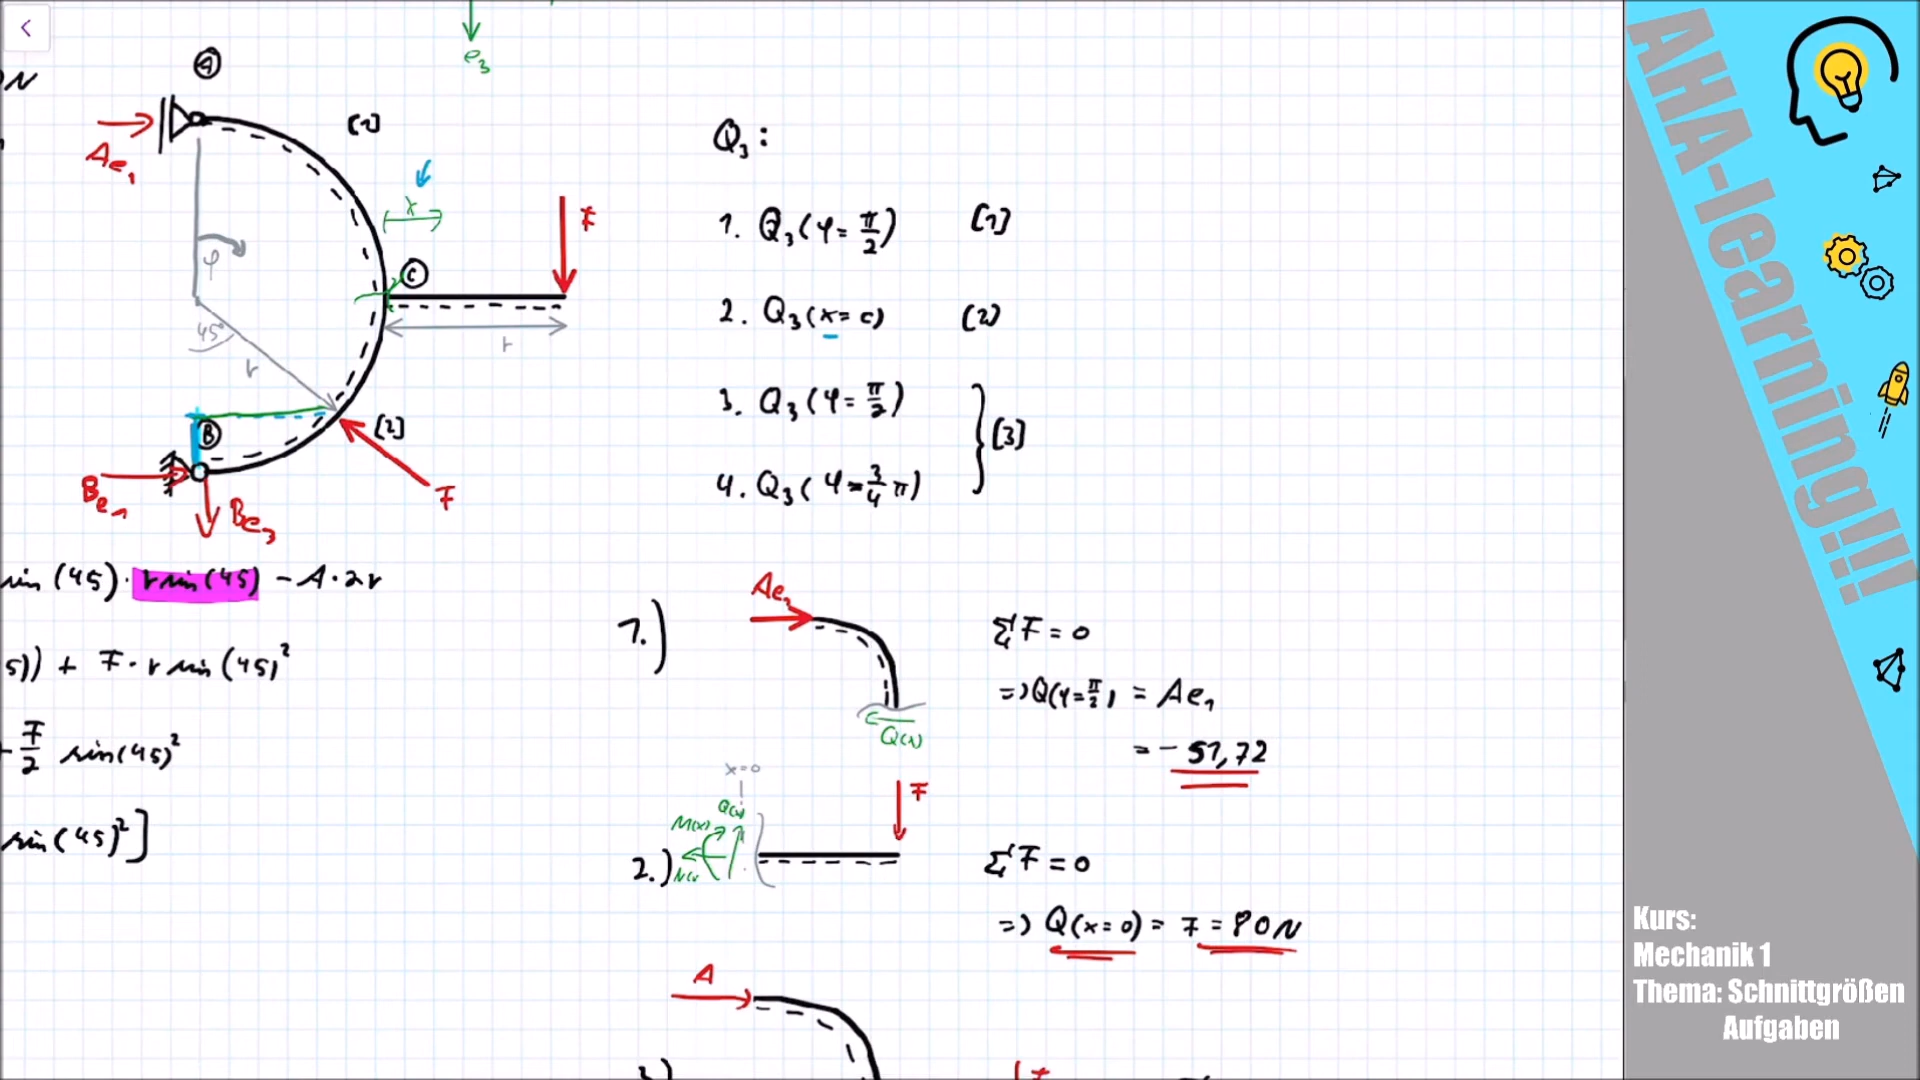 e₃
N
A
[1]
Ae₁
x
F
C
φ
45°
r
r
B
[2]
F
Be₁
Be₃
sin(45)· r sin(45) - A·2r
5)) + F·r sin(45)²
F/2 sin(45)²
sin(45)²]
Q₃:
1. Q₃(φ=π/2) [1]
2. Q₃(x=c) [2]
3. Q₃(φ=π/2)
[3]
4. Q₃(φ=3/4 π)
1.)
Ae₁
Q(x)
ΣF=0
=> Q(φ=π/2) = Ae₁
= -51,72
2.)
x=0
Q(x)
M(x)
N(x)
F
ΣF=0
=> Q(x=0) = F = 80N
A
AHA-learning!!!
Kurs:
Mechanik 1
Thema: Schnittgrößen
Aufgaben